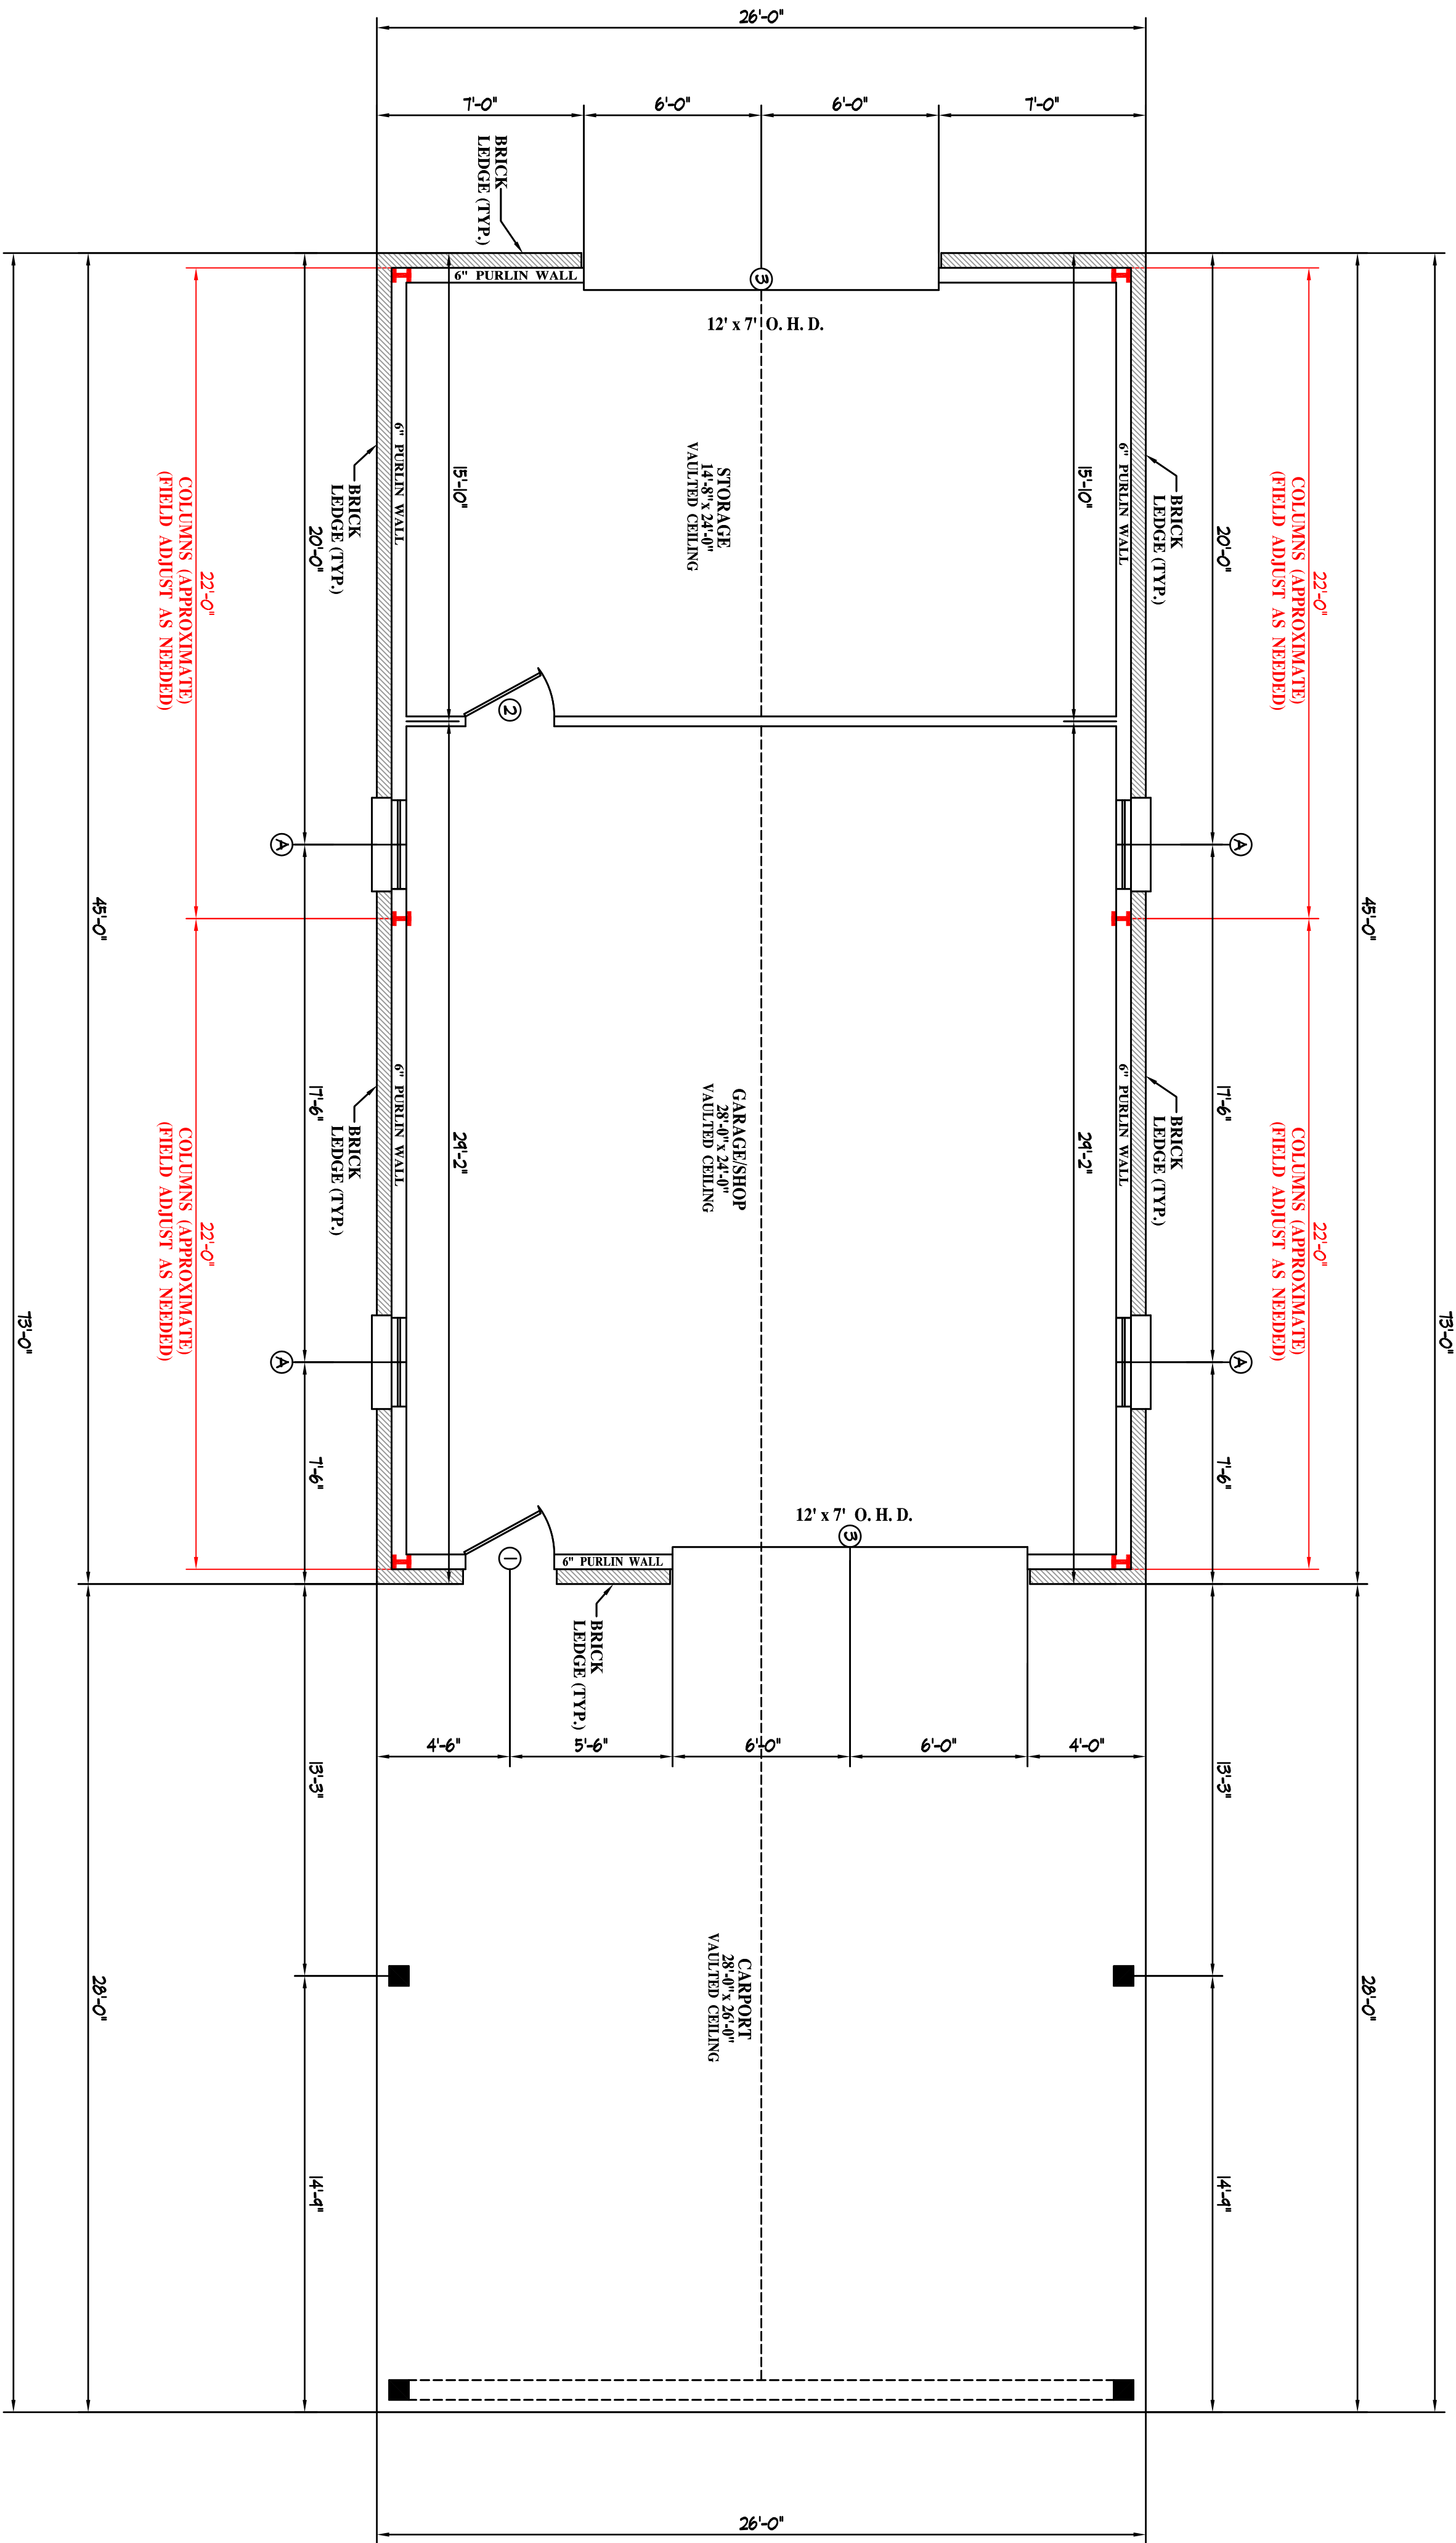 26'-0"
7'-0"
6'-0"
6'-0"
7'-0"
BRICK
LEDGE (TYP.)
6" PURLIN WALL
3
12' x 7' O. H. D.
73'-0"
45'-0"
28'-0"
22'-0"
COLUMNS (APPROXIMATE)
(FIELD ADJUST AS NEEDED)
22'-0"
COLUMNS (APPROXIMATE)
(FIELD ADJUST AS NEEDED)
A
A
20'-0"
17'-6"
7'-6"
13'-3"
14'-9"
BRICK
LEDGE (TYP.)
BRICK
LEDGE (TYP.)
6" PURLIN WALL
6" PURLIN WALL
15'-10"
29'-2"
STORAGE
14'-8" x 24'-0"
VAULTED CEILING
GARAGE/SHOP
28'-0" x 24'-0"
VAULTED CEILING
CARPORT
28'-0" x 26'-0"
VAULTED CEILING
2
12' x 7' O. H. D.
3
1
6" PURLIN WALL
BRICK
LEDGE (TYP.)
4'-6"
5'-6"
6'-0"
6'-0"
4'-0"
15'-10"
29'-2"
6" PURLIN WALL
6" PURLIN WALL
BRICK
LEDGE (TYP.)
BRICK
LEDGE (TYP.)
20'-0"
17'-6"
7'-6"
13'-3"
14'-9"
A
A
22'-0"
COLUMNS (APPROXIMATE)
(FIELD ADJUST AS NEEDED)
22'-0"
COLUMNS (APPROXIMATE)
(FIELD ADJUST AS NEEDED)
45'-0"
28'-0"
73'-0"
26'-0"